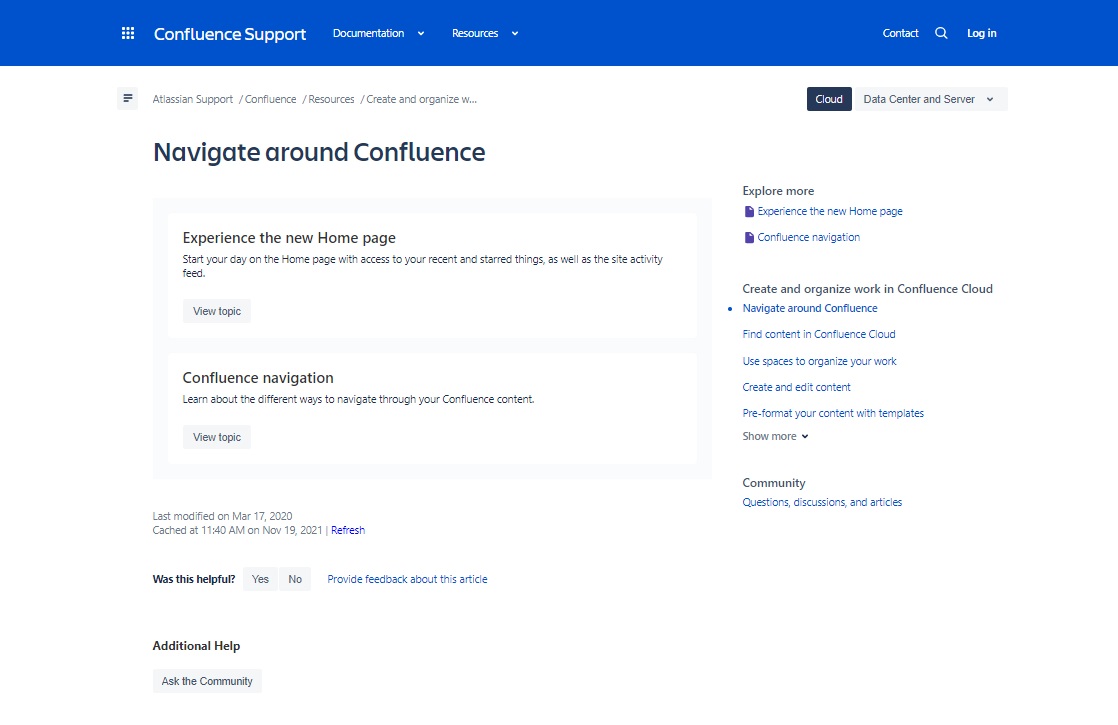 Confluence Support
Documentation
Resources
Contact
Log in
Atlassian Support / Confluence / Resources / Create and organize w...
Cloud
Data Center and Server
Navigate around Confluence
Experience the new Home page
Start your day on the Home page with access to your recent and starred things, as well as the site activity
feed.
View topic
Confluence navigation
Learn about the different ways to navigate through your Confluence content.
View topic
Last modified on Mar 17, 2020
Cached at 11:40 AM on Nov 19, 2021 | Refresh
Was this helpful?
Yes
No
Provide feedback about this article
Additional Help
Ask the Community
Explore more
Experience the new Home page
Confluence navigation
Create and organize work in Confluence Cloud
Navigate around Confluence
Find content in Confluence Cloud
Use spaces to organize your work
Create and edit content
Pre-format your content with templates
Show more
Community
Questions, discussions, and articles